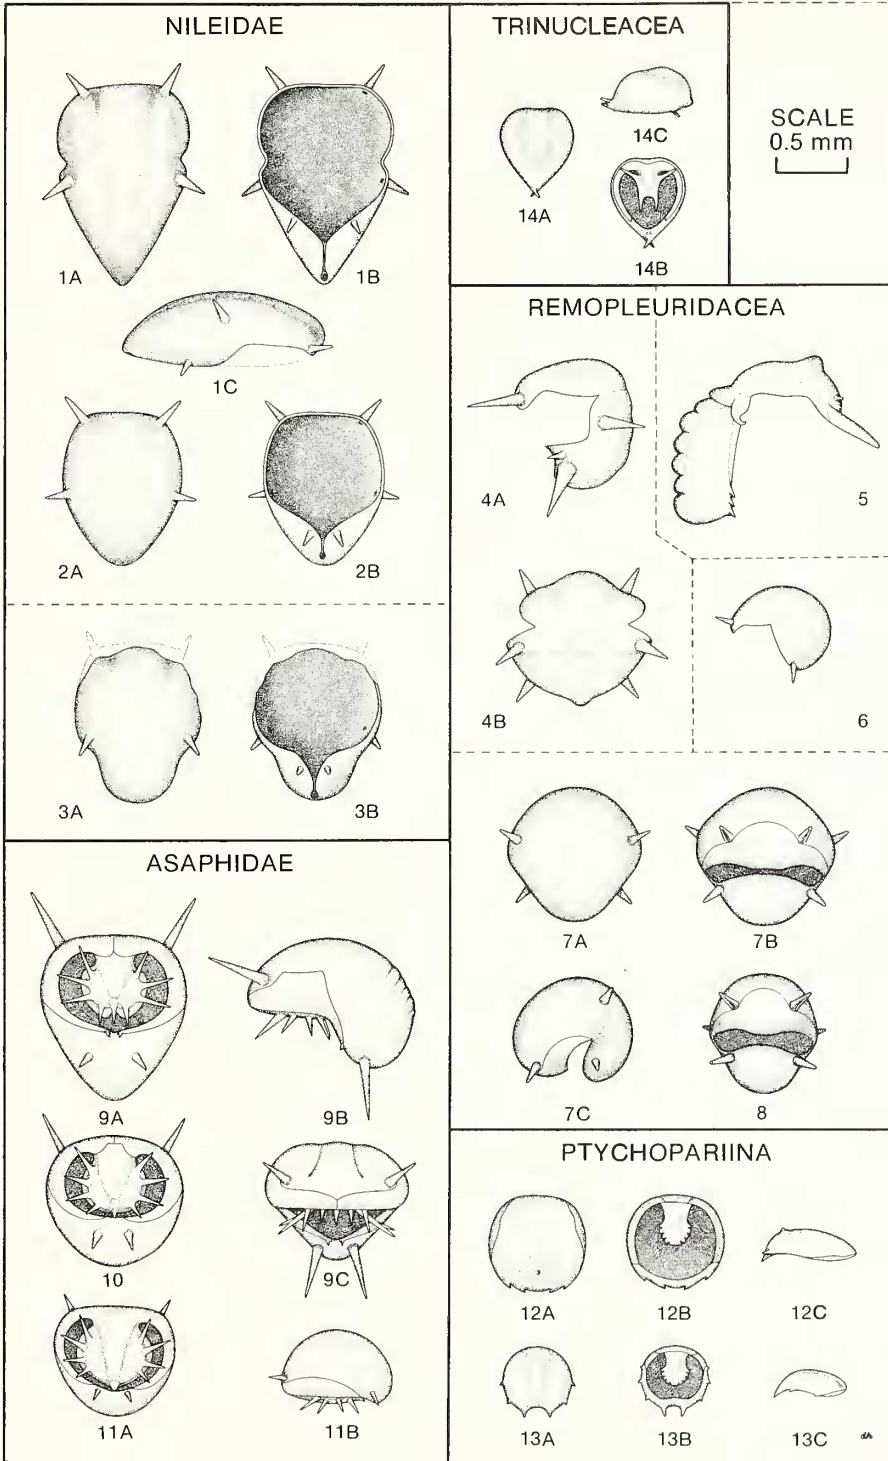 NILEIDAE
1A
1B
1C
2A
2B
3A
3B
ASAPHIDAE
9A
9B
10
9C
11A
11B
TRINUCLEACEA
14C
14A
14B
SCALE
0.5 mm
REMOPLEURIDACEA
4A
5
4B
6
7A
7B
7C
8
PTYCHOPARIINA
12A
12B
12C
13A
13B
13C